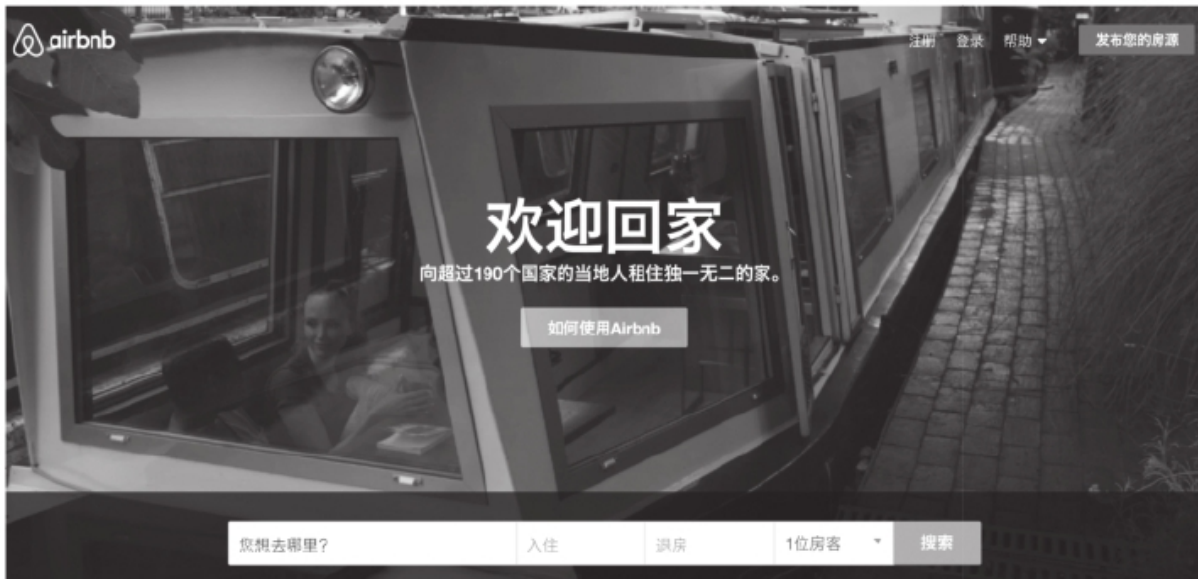 airbnb
注册 登录 帮助 发布您的房源
欢迎回家
向超过190个国家的当地人租住独一无二的家。
如何使用Airbnb
您想去哪里? 入住 退房 1位房客 搜索